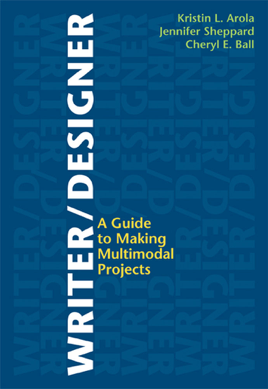 Kristin L. Arola
Jennifer Sheppard
Cheryl E. Ball
WRITER/DESIGNER
A Guide
to Making
Multimodal
Projects